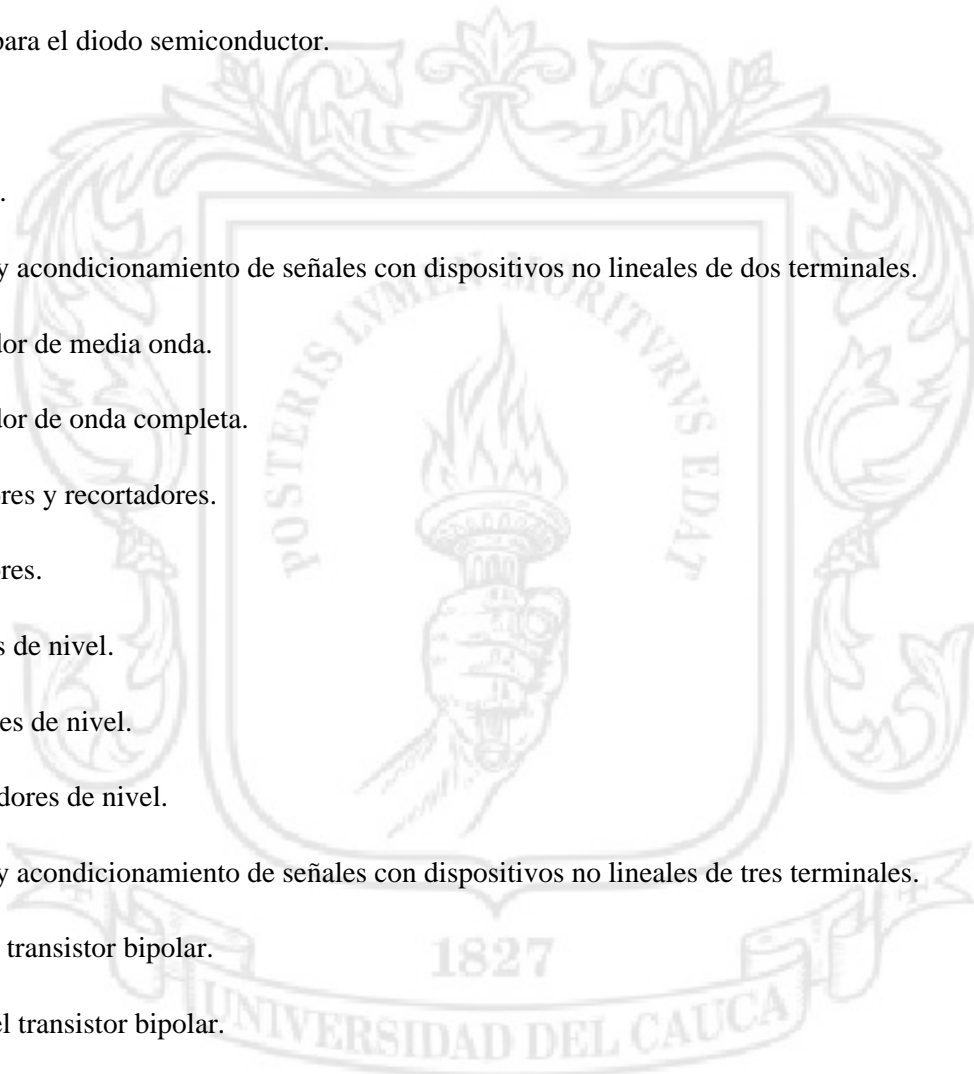 para el diodo semiconductor.
.
y acondicionamiento de señales con dispositivos no lineales de dos terminales.
dor de media onda.
dor de onda completa.
res y recortadores.
res.
s de nivel.
es de nivel.
dores de nivel.
y acondicionamiento de señales con dispositivos no lineales de tres terminales.
transistor bipolar.
el transistor bipolar.
POSTERIS LVMEN MORITVRVS EDAT
1827
UNIVERSIDAD DEL CAUCA